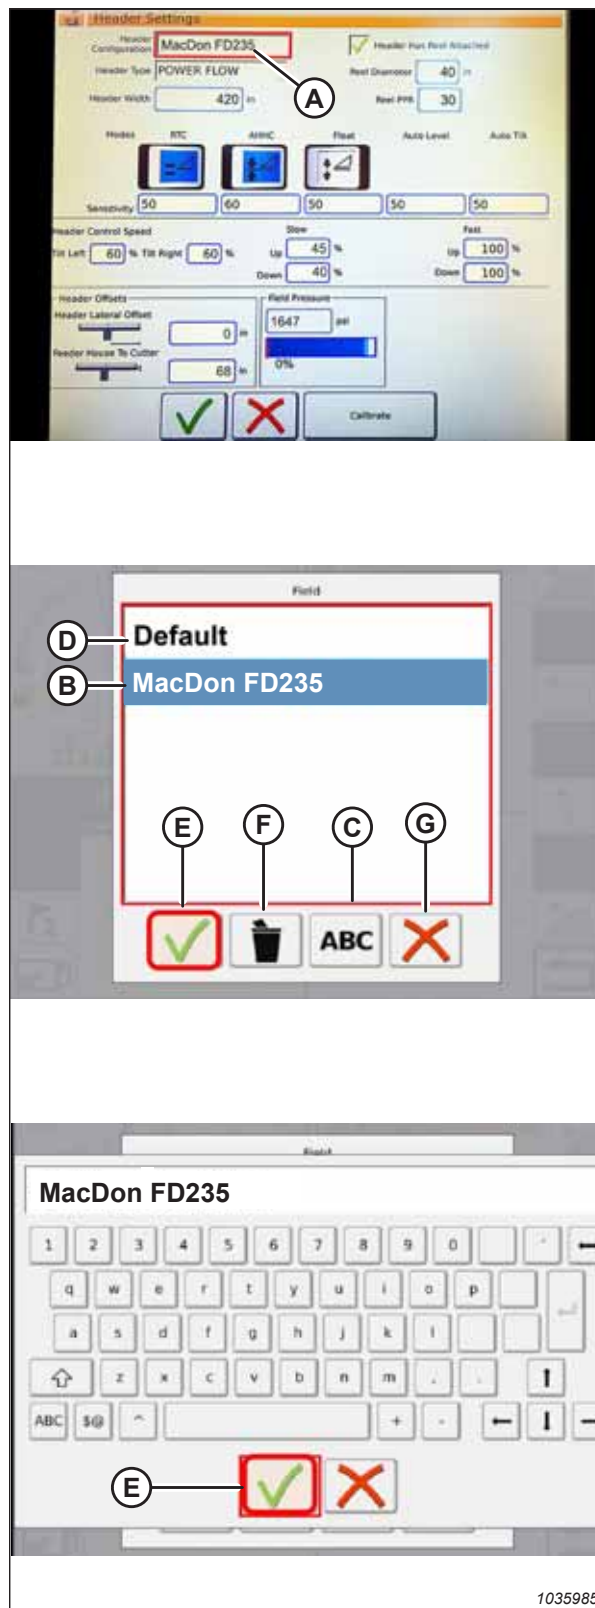 Header Settings
Header Configuration MacDon FD235 Header Has Reel Attached
Header Type POWER FLOW Reel Diameter 40 in
Header Width 420 in Reel PPR 30
A
Modes RTC AHHC Float Auto Level Auto Tilt
Sensitivity 50 60 50 50 50
Header Control Speed Slow Fast
Tilt Left 60 % Tilt Right 60 % Up 45 % Up 100 %
Down 40 % Down 100 %
Header Offsets Field Pressure
Header Lateral Offset 0 in 1647 psi
Feeder House To Cutter 68 in 0%
Calibrate
Field
D Default
B MacDon FD235
E F C G
ABC
Field
MacDon FD235
1 2 3 4 5 6 7 8 9 0 '
q w e r t y u i o p
a s d f g h j k l
z x c v b n m , .
ABC $@ ^ + -
E
1035985